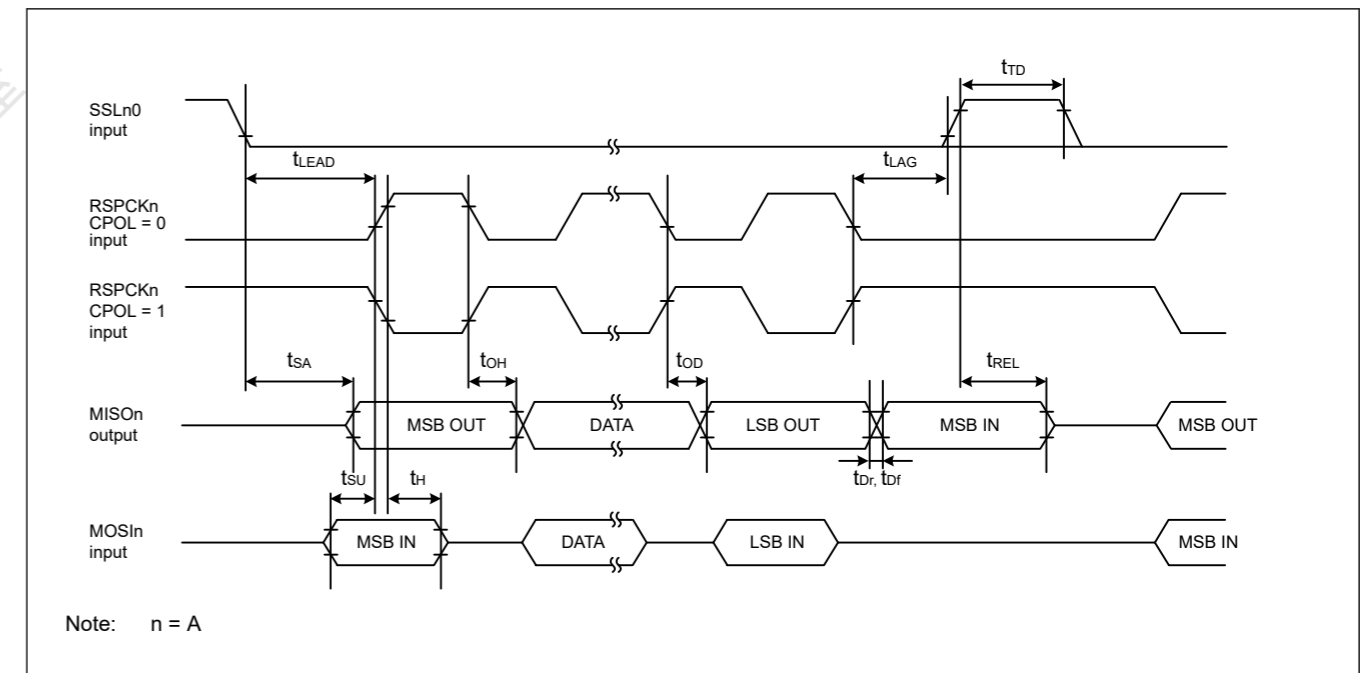 tTD
SSLn0
input
tLEAD
tLAG
RSPCKn
CPOL = 0
input
RSPCKn
CPOL = 1
input
tSA
tOH
tOD
tREL
MISOn
output
MSB OUT
DATA
LSB OUT
MSB IN
MSB OUT
tSU
tH
tDr, tDf
MOSIn
input
MSB IN
DATA
LSB IN
MSB IN
Note: n = A